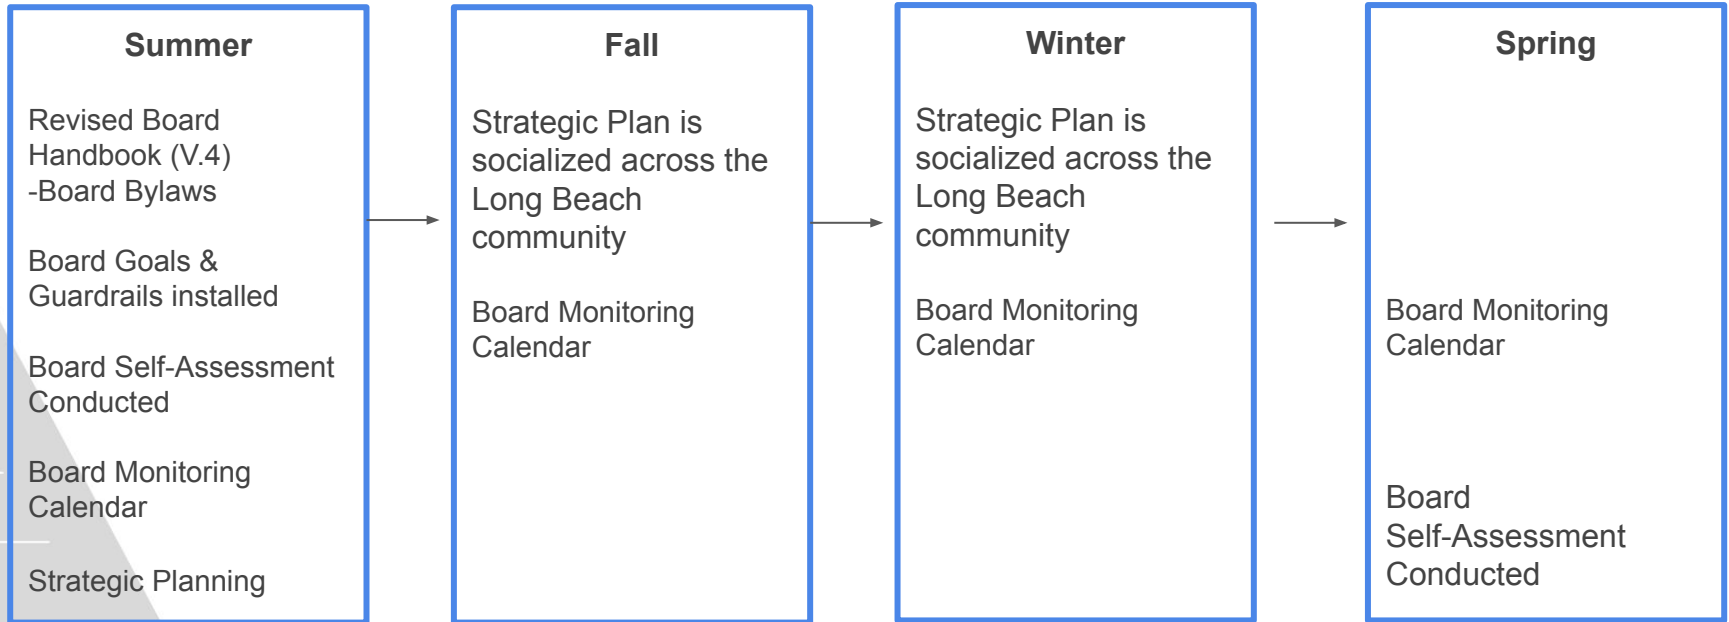 Summer
Revised Board
Handbook (V.4)
-Board Bylaws
Board Goals &
Guardrails installed
Board Self-Assessment
Conducted
Board Monitoring
Calendar
Strategic Planning
Fall
Strategic Plan is
socialized across the
Long Beach
community
Board Monitoring
Calendar
Winter
Strategic Plan is
socialized across the
Long Beach
community
Board Monitoring
Calendar
Spring
Board Monitoring
Calendar
Board
Self-Assessment
Conducted